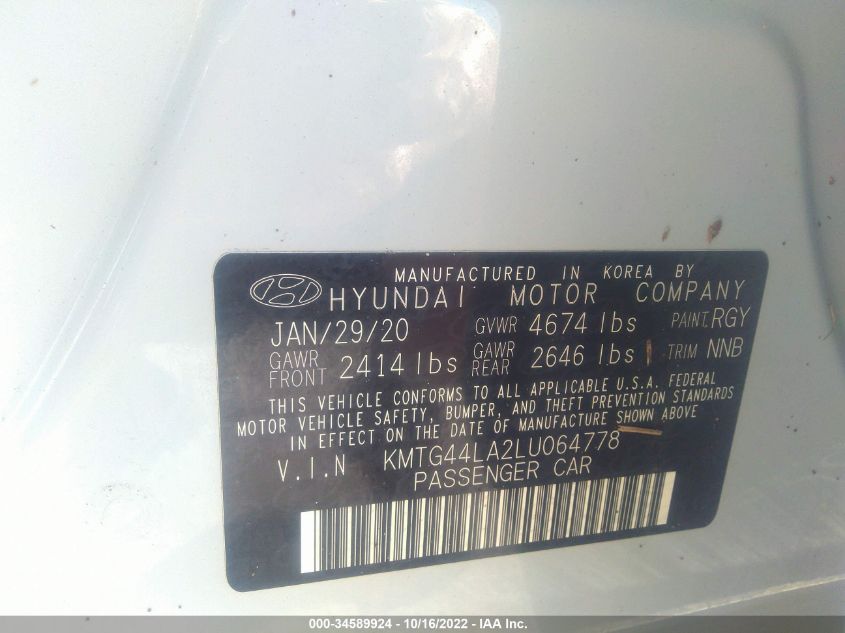 MANUFACTURED IN KOREA BY
HYUNDAI MOTOR COMPANY
JAN/29/20 GVWR 4674 lbs PAINT:RGY
GAWR FRONT 2414 lbs GAWR REAR 2646 lbs TRIM NNB
THIS VEHICLE CONFORMS TO ALL APPLICABLE U.S.A. FEDERAL
MOTOR VEHICLE SAFETY, BUMPER, AND THEFT PREVENTION STANDARDS
IN EFFECT ON THE DATE OF MANUFACTURE SHOWN ABOVE
V.I.N KMTG44LA2LU064778
PASSENGER CAR
000-34589924 - 10/16/2022 - IAA Inc.